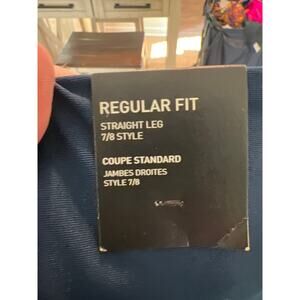 REGULAR FIT
STRAIGHT LEG
7/8 STYLE
COUPE STANDARD
JAMBES DROITES
STYLE 7/8